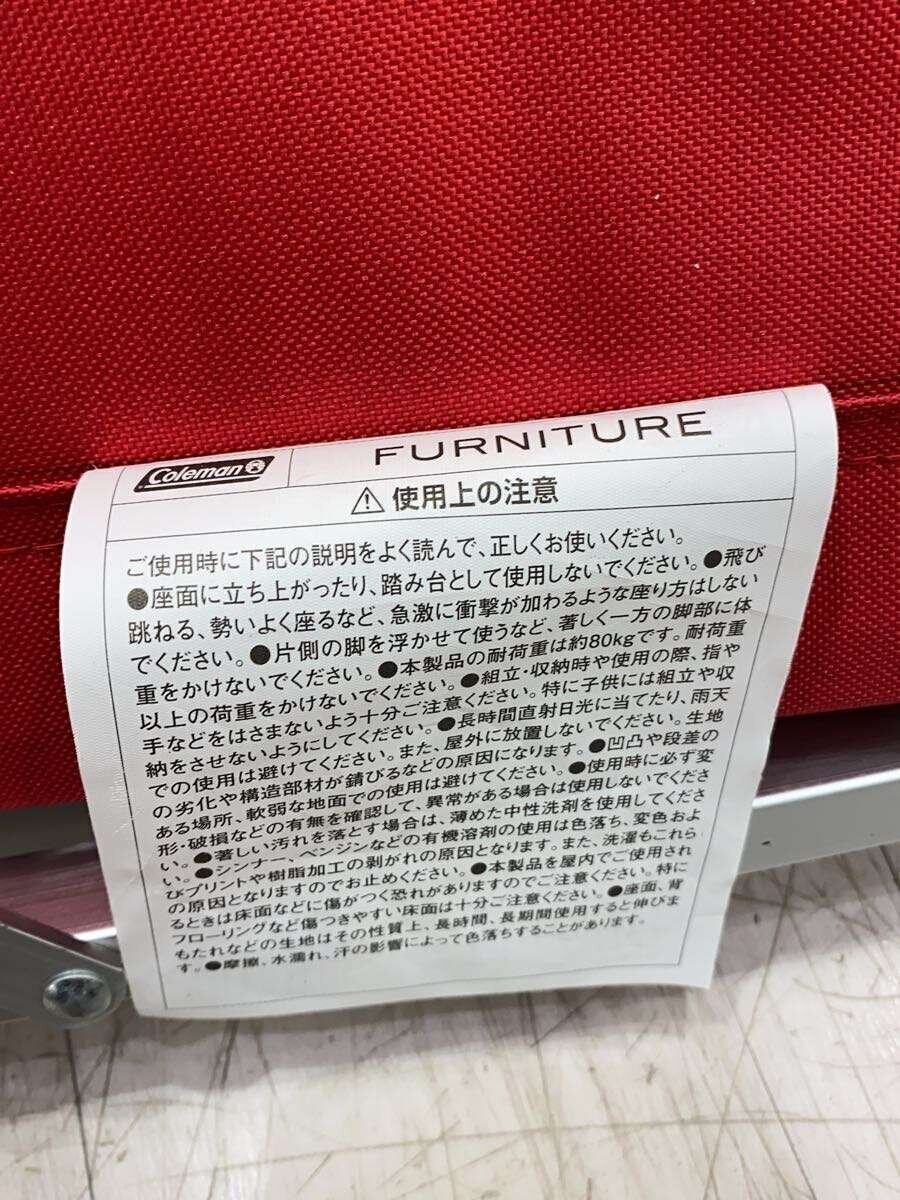 Coleman
FURNITURE
使用上の注意
ご使用時に下記の説明をよく読んで、正しくお使いください。
●座面に立ち上がったり、踏み台として使用しないでください。●飛び
跳ねる、勢いよく座るなど、急激に衝撃が加わるような座り方はしない
でください。●片側の脚を浮かせて使うなど、著しく一方の脚部に体
重をかけないでください。●本製品の耐荷重は約80kgです。耐荷重
以上の荷重をかけないでください。●組立・収納時や使用の際、指や
手などをはさまないよう十分ご注意ください。特に子供には組立や収
納をさせないようにしてください。●長時間直射日光に当てたり、雨天
での使用は避けてください。また、屋外に放置しないでください。生地
の劣化や構造部材が錆びるなどの原因になります。●凹凸や段差の
ある場所、軟弱な地面での使用は避けてください。●使用時に必ず変
形・破損などの有無を確認して、異常がある場合は使用しないでくださ
い。●著しい汚れを落とす場合は、薄めた中性洗剤を使用してくださ
い。●シンナー、ベンジンなどの有機溶剤の使用は色落ち、変色およ
びプリントや樹脂加工の剥がれの原因となります。また、洗濯もこれら
の原因となりますのでお止めください。●本製品を屋内でご使用され
るときは床面などに傷がつく恐れがありますのでご注意ください。特に
フローリングなど傷つきやすい床面は十分ご注意ください。●座面、背
もたれなどの生地はその性質上、長時間、長期間使用すると伸びま
す。●摩擦、水濡れ、汗の影響によって色落ちすることがあります。